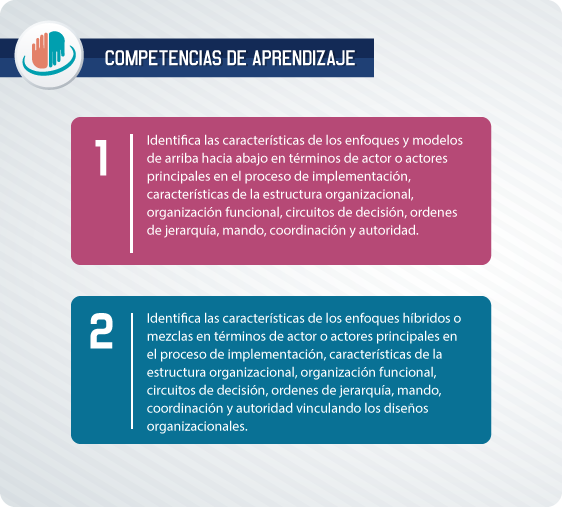 COMPETENCIAS DE APRENDIZAJE
1
Identifica las características de los enfoques y modelos
de arriba hacia abajo en términos de actor o actores
principales en el proceso de implementación,
características de la estructura organizacional,
organización funcional, circuitos de decisión, ordenes
de jerarquía, mando, coordinación y autoridad.
2
Identifica las características de los enfoques híbridos o
mezclas en términos de actor o actores principales en
el proceso de implementación, características de la
estructura organizacional, organización funcional,
circuitos de decisión, ordenes de jerarquía, mando,
coordinación y autoridad vinculando los diseños
organizacionales.